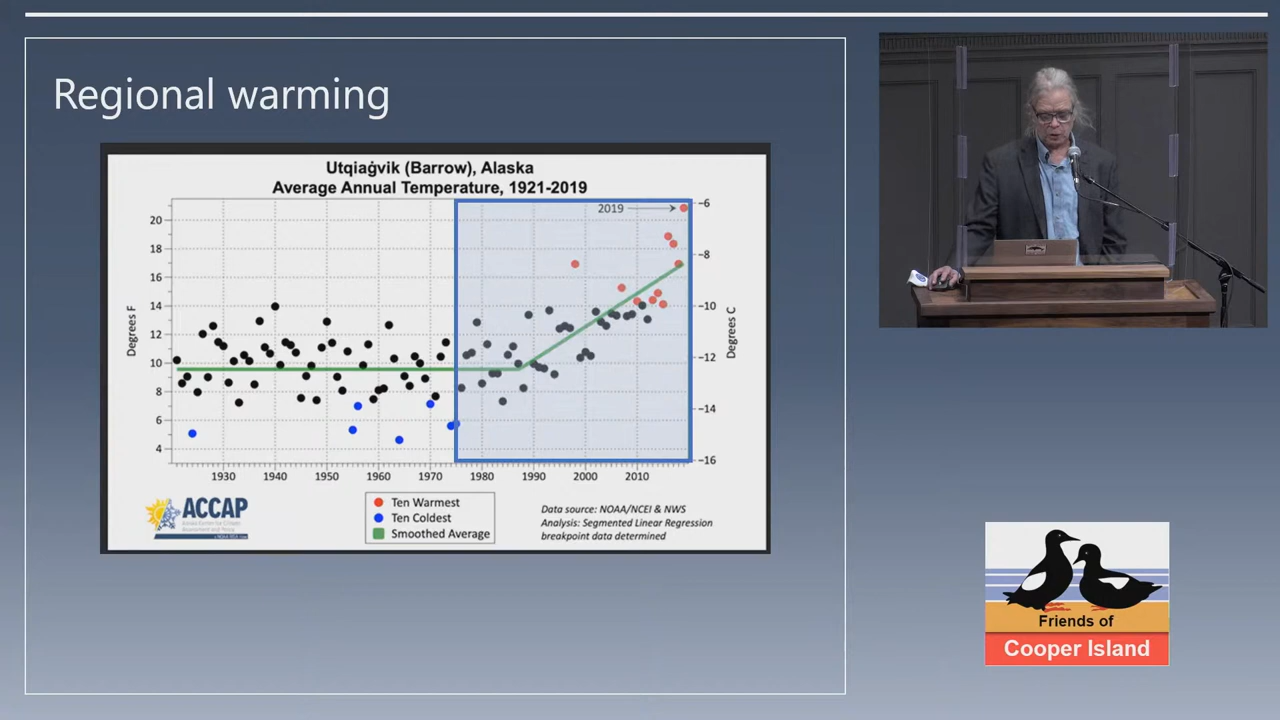 Regional warming
Utqiaġvik (Barrow), Alaska
Average Annual Temperature, 1921-2019
2019
20
18
16
14
12
10
8
6
4
Degrees F
−6
−8
−10
−12
−14
−16
Degrees C
1930
1940
1950
1960
1970
1980
1990
2000
2010
ACCAP
Ten Warmest
Ten Coldest
Smoothed Average
Data source: NOAA/NCEI & NWS
Analysis: Segmented Linear Regression
breakpoint data determined
Friends of
Cooper Island